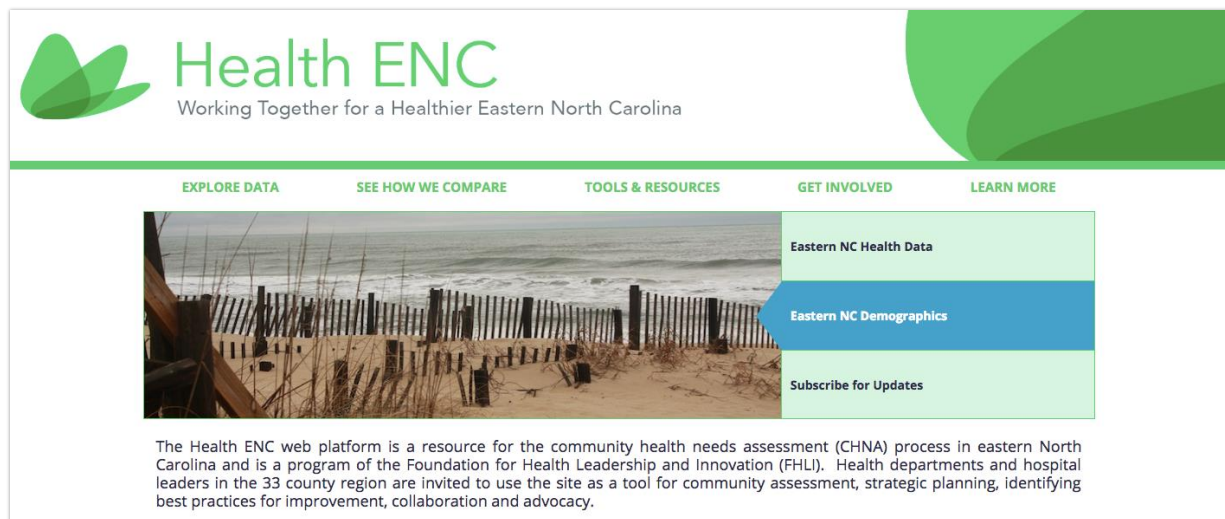 Health ENC
Working Together for a Healthier Eastern North Carolina
EXPLORE DATA SEE HOW WE COMPARE TOOLS & RESOURCES GET INVOLVED LEARN MORE
Eastern NC Health Data
Eastern NC Demographics
Subscribe for Updates
The Health ENC web platform is a resource for the community health needs assessment (CHNA) process in eastern North
Carolina and is a program of the Foundation for Health Leadership and Innovation (FHLI). Health departments and hospital
leaders in the 33 county region are invited to use the site as a tool for community assessment, strategic planning, identifying
best practices for improvement, collaboration and advocacy.